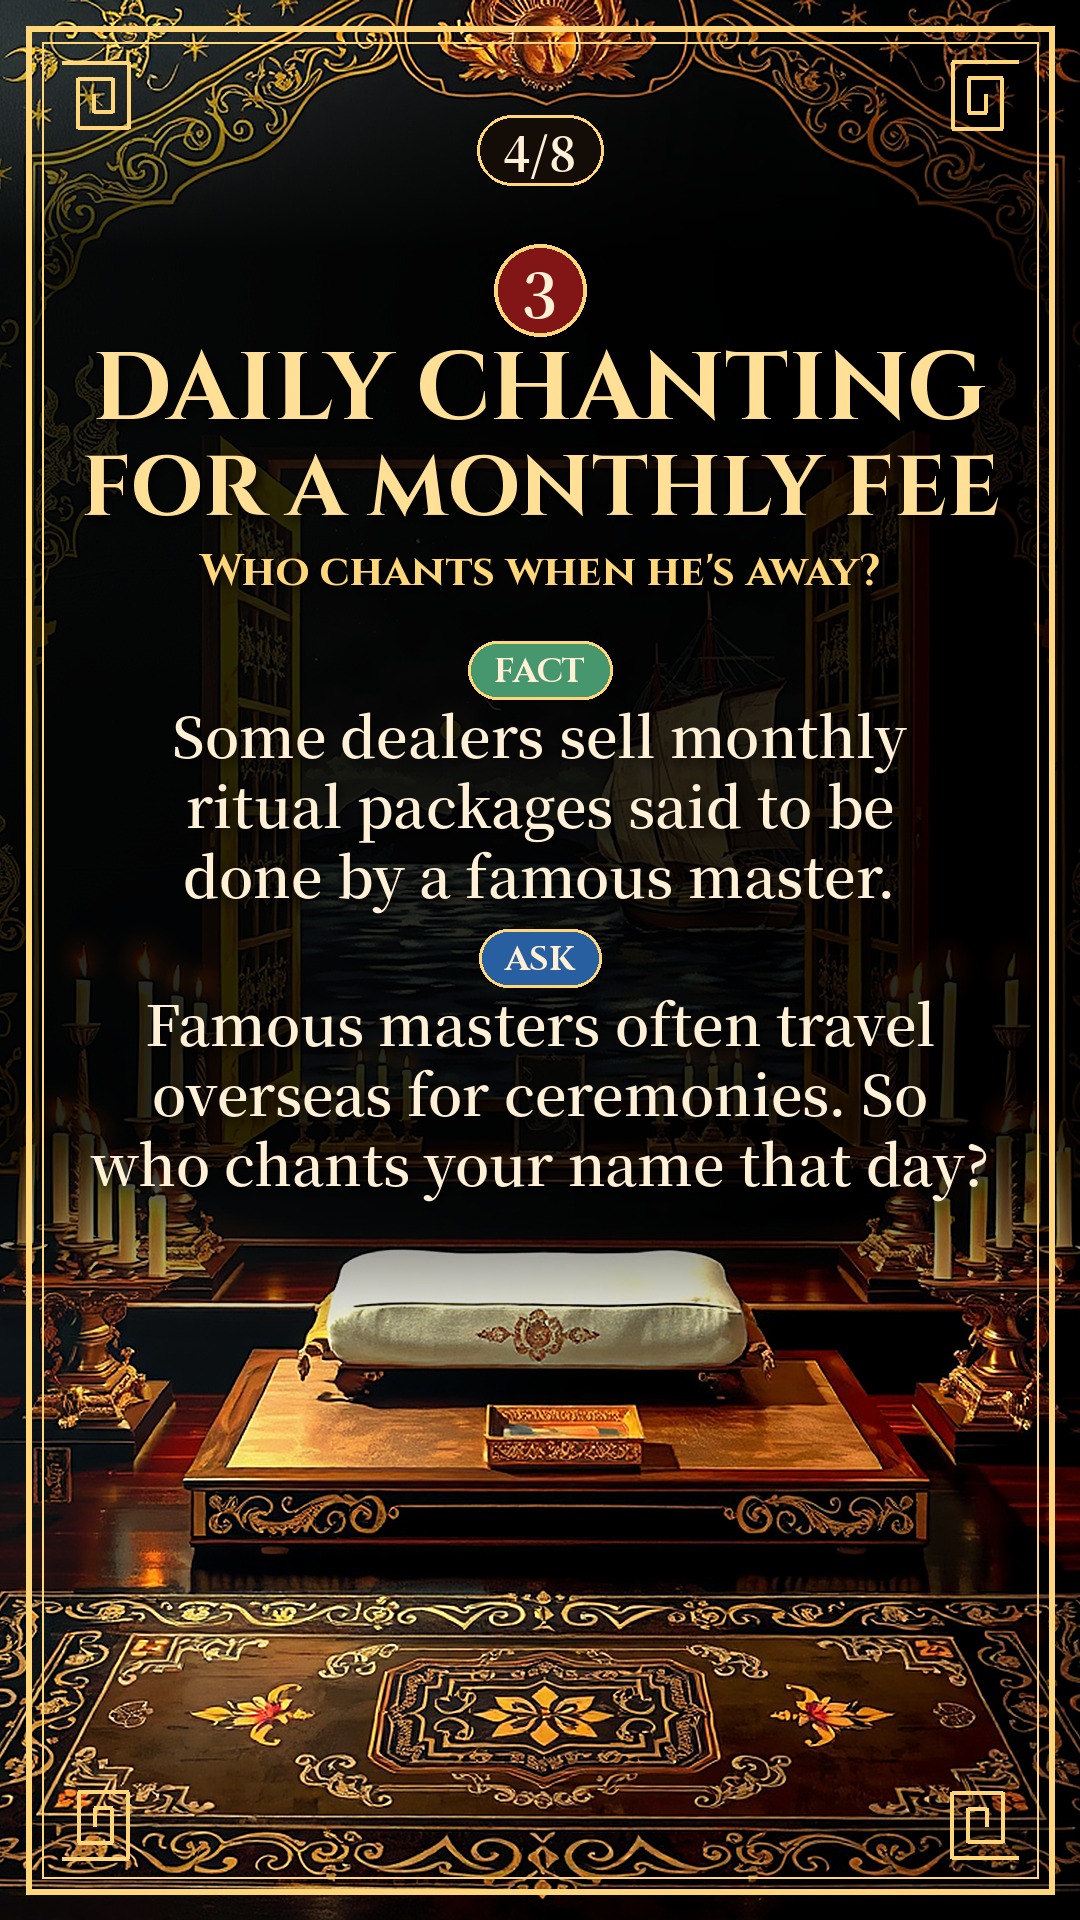 4/8
3
DAILY CHANTING
FOR A MONTHLY FEE
Who chants when he's away?
FACT
Some dealers sell monthly
ritual packages said to be
done by a famous master.
ASK
Famous masters often travel
overseas for ceremonies. So
who chants your name that day?